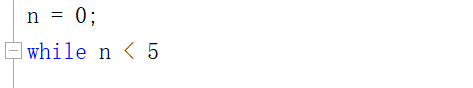 n = 0;
while n < 5